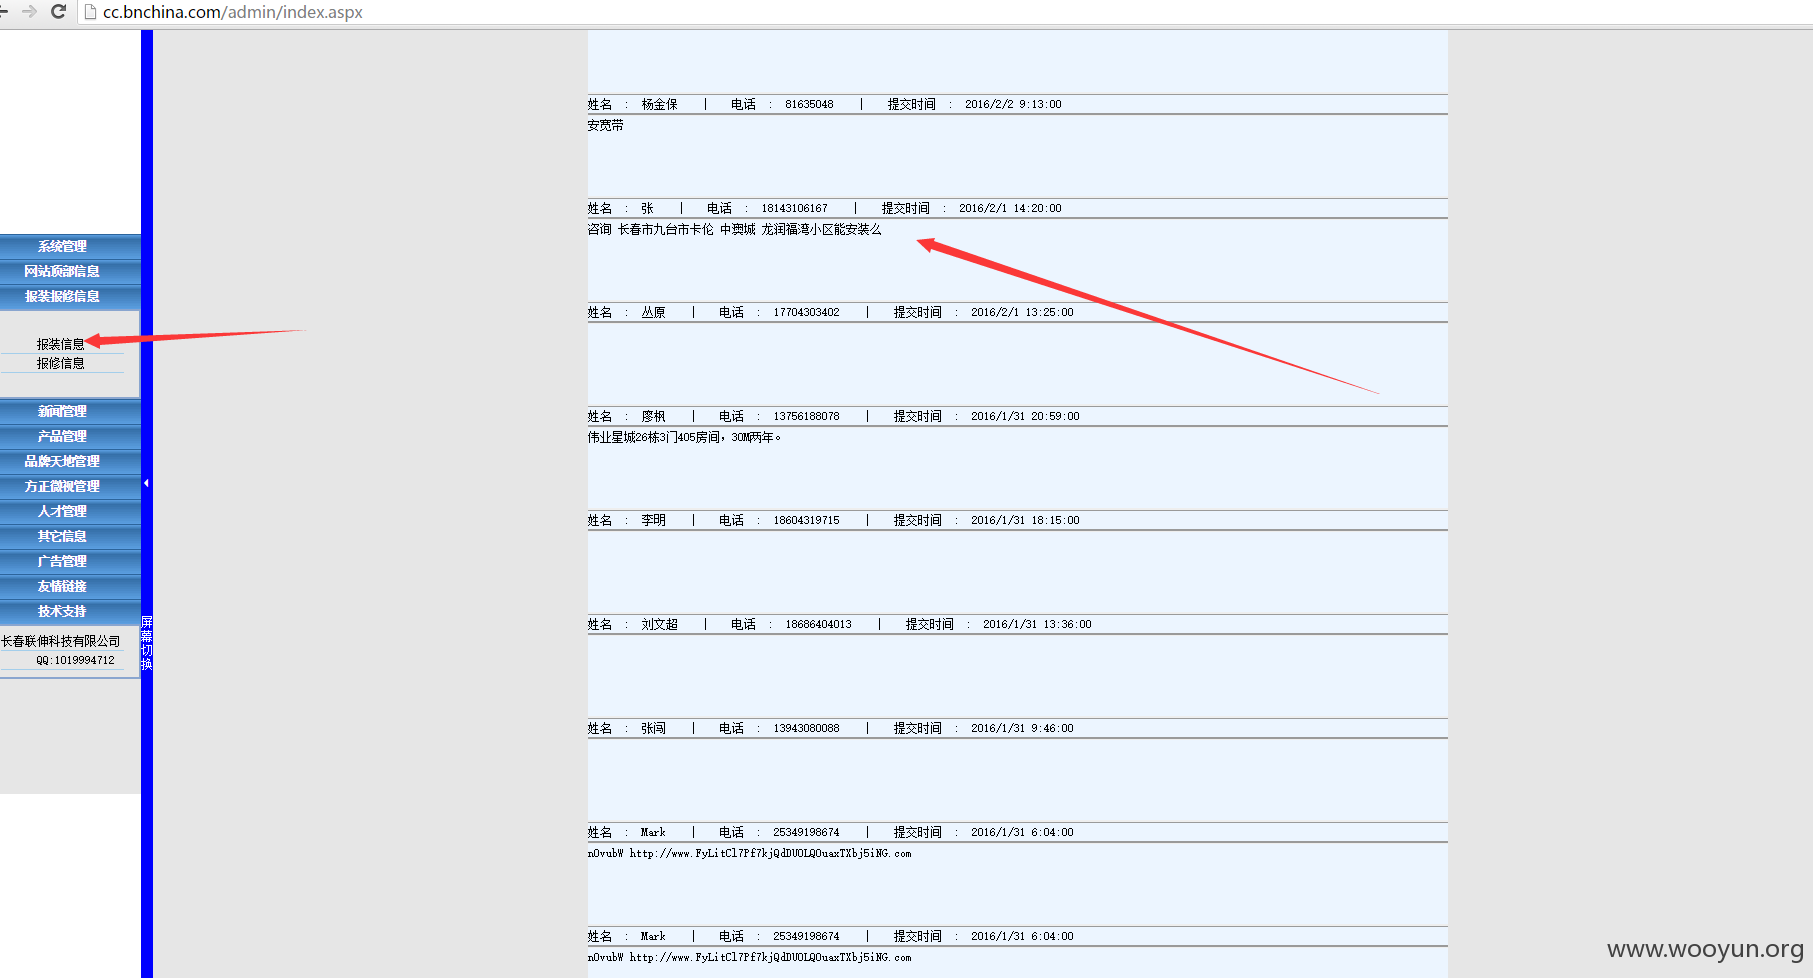 cc.bnchina.com/admin/index.aspx
系统管理
网站顶部信息
报装报修信息
报装信息
报修信息
新闻管理
产品管理
品牌天地管理
方正微视管理
人才管理
其它信息
广告管理
友情链接
技术支持
长春联伸科技有限公司
QQ:1019994712
屏幕切换
姓名 : 杨金保 | 电话 : 81635048 | 提交时间 : 2016/2/2 9:13:00
安宽带
姓名 : 张 | 电话 : 18143106167 | 提交时间 : 2016/2/1 14:20:00
咨询 长春市九台市卡伦 中澳城 龙润福湾小区能安装么
姓名 : 丛原 | 电话 : 17704303402 | 提交时间 : 2016/2/1 13:25:00
姓名 : 廖枫 | 电话 : 13756188078 | 提交时间 : 2016/1/31 20:59:00
伟业星城26栋3门405房间，30M两年。
姓名 : 李明 | 电话 : 18604319715 | 提交时间 : 2016/1/31 18:15:00
姓名 : 刘文超 | 电话 : 18686404013 | 提交时间 : 2016/1/31 13:36:00
姓名 : 张闯 | 电话 : 13943080088 | 提交时间 : 2016/1/31 9:46:00
姓名 : Mark | 电话 : 25349198674 | 提交时间 : 2016/1/31 6:04:00
nOvubW http://www.FyLitCl7Pf7kjQdDUOLQOuaxTXbj5iNG.com
姓名 : Mark | 电话 : 25349198674 | 提交时间 : 2016/1/31 6:04:00
nOvubW http://www.FyLitCl7Pf7kjQdDUOLQOuaxTXbj5iNG.com
www.wooyun.org